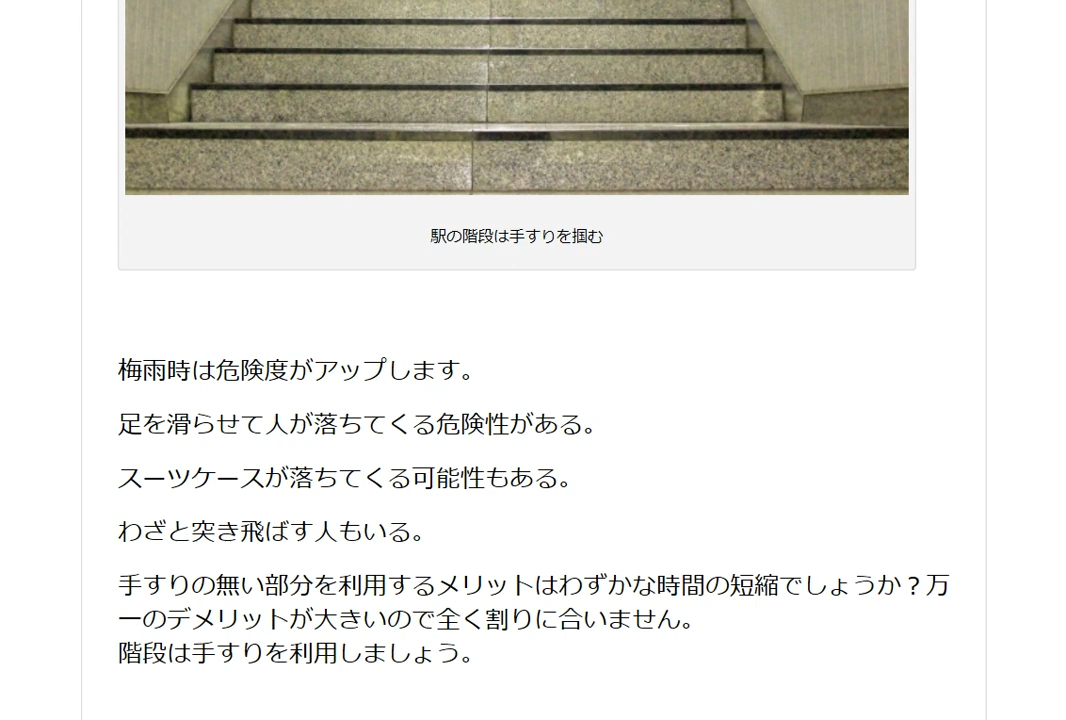 駅の階段は手すりを掴む
梅雨時は危険度がアップします。
足を滑らせて人が落ちてくる危険性がある。
スーツケースが落ちてくる可能性もある。
わざと突き飛ばす人もいる。
手すりの無い部分を利用するメリットはわずかな時間の短縮でしょうか？万
一のデメリットが大きいので全く割りに合いません。
階段は手すりを利用しましょう。